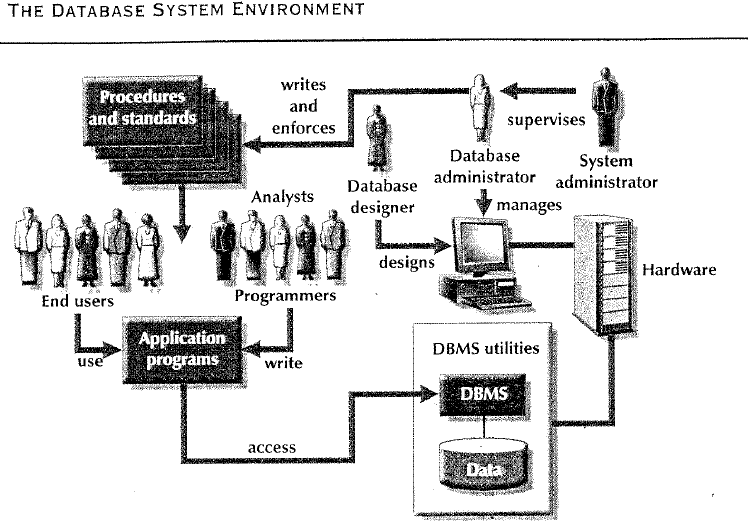 THE DATABASE SYSTEM ENVIRONMENT
Procedures
and standards
writes
and
enforces
supervises
Database
administrator
System
administrator
Analysts
Database
designer
manages
designs
Hardware
End users
Programmers
Application
programs
use
write
DBMS utilities
DBMS
access
Data